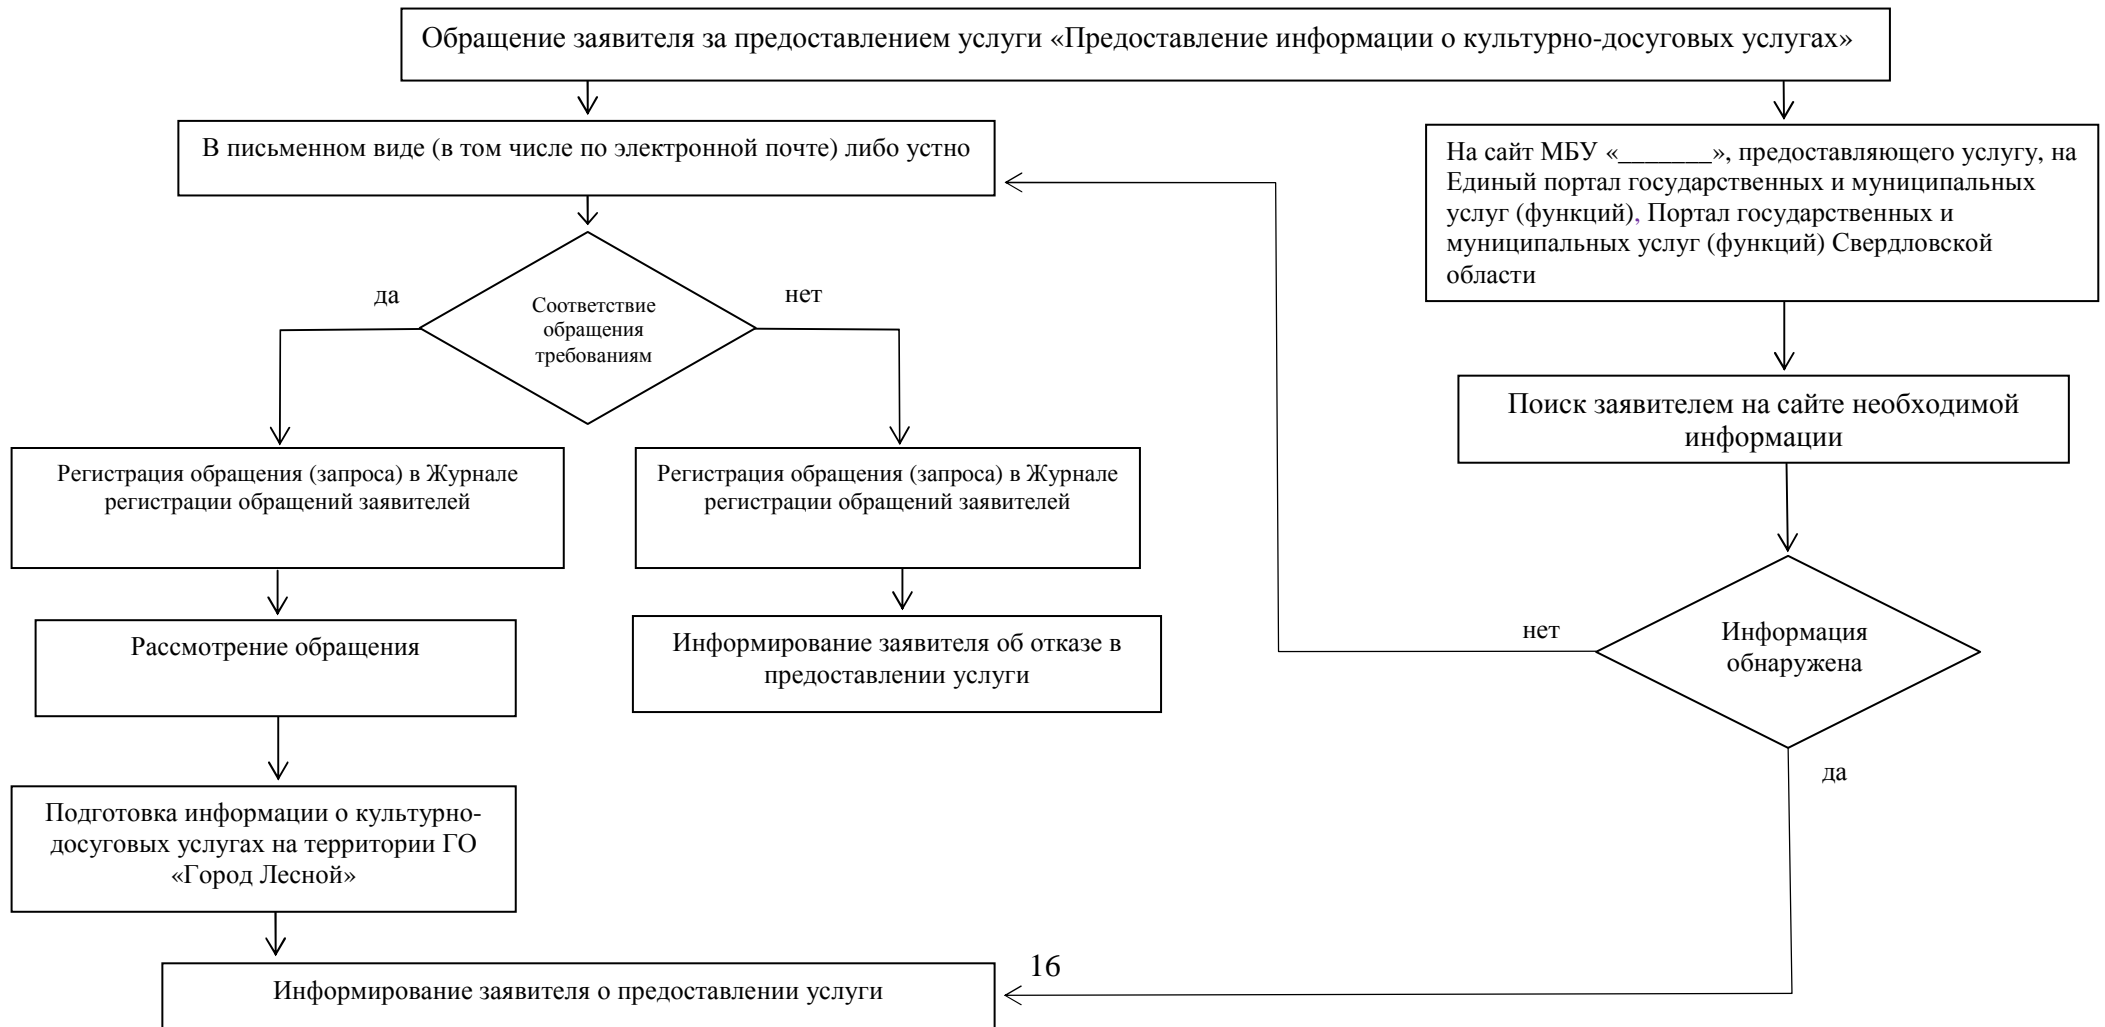 Обращение заявителя за предоставлением услуги «Предоставление информации о культурно-досуговых услугах»
В письменном виде (в том числе по электронной почте) либо устно
На сайт МБУ «_______», предоставляющего услугу, на
Единый портал государственных и муниципальных
услуг (функций), Портал государственных и
муниципальных услуг (функций) Свердловской
области
да
нет
Соответствие
обращения
требованиям
Поиск заявителем на сайте необходимой
информации
Регистрация обращения (запроса) в Журнале
регистрации обращений заявителей
Регистрация обращения (запроса) в Журнале
регистрации обращений заявителей
Рассмотрение обращения
Информирование заявителя об отказе в
предоставлении услуги
нет
Информация
обнаружена
да
Подготовка информации о культурно-
досуговых услугах на территории ГО
«Город Лесной»
16
Информирование заявителя о предоставлении услуги